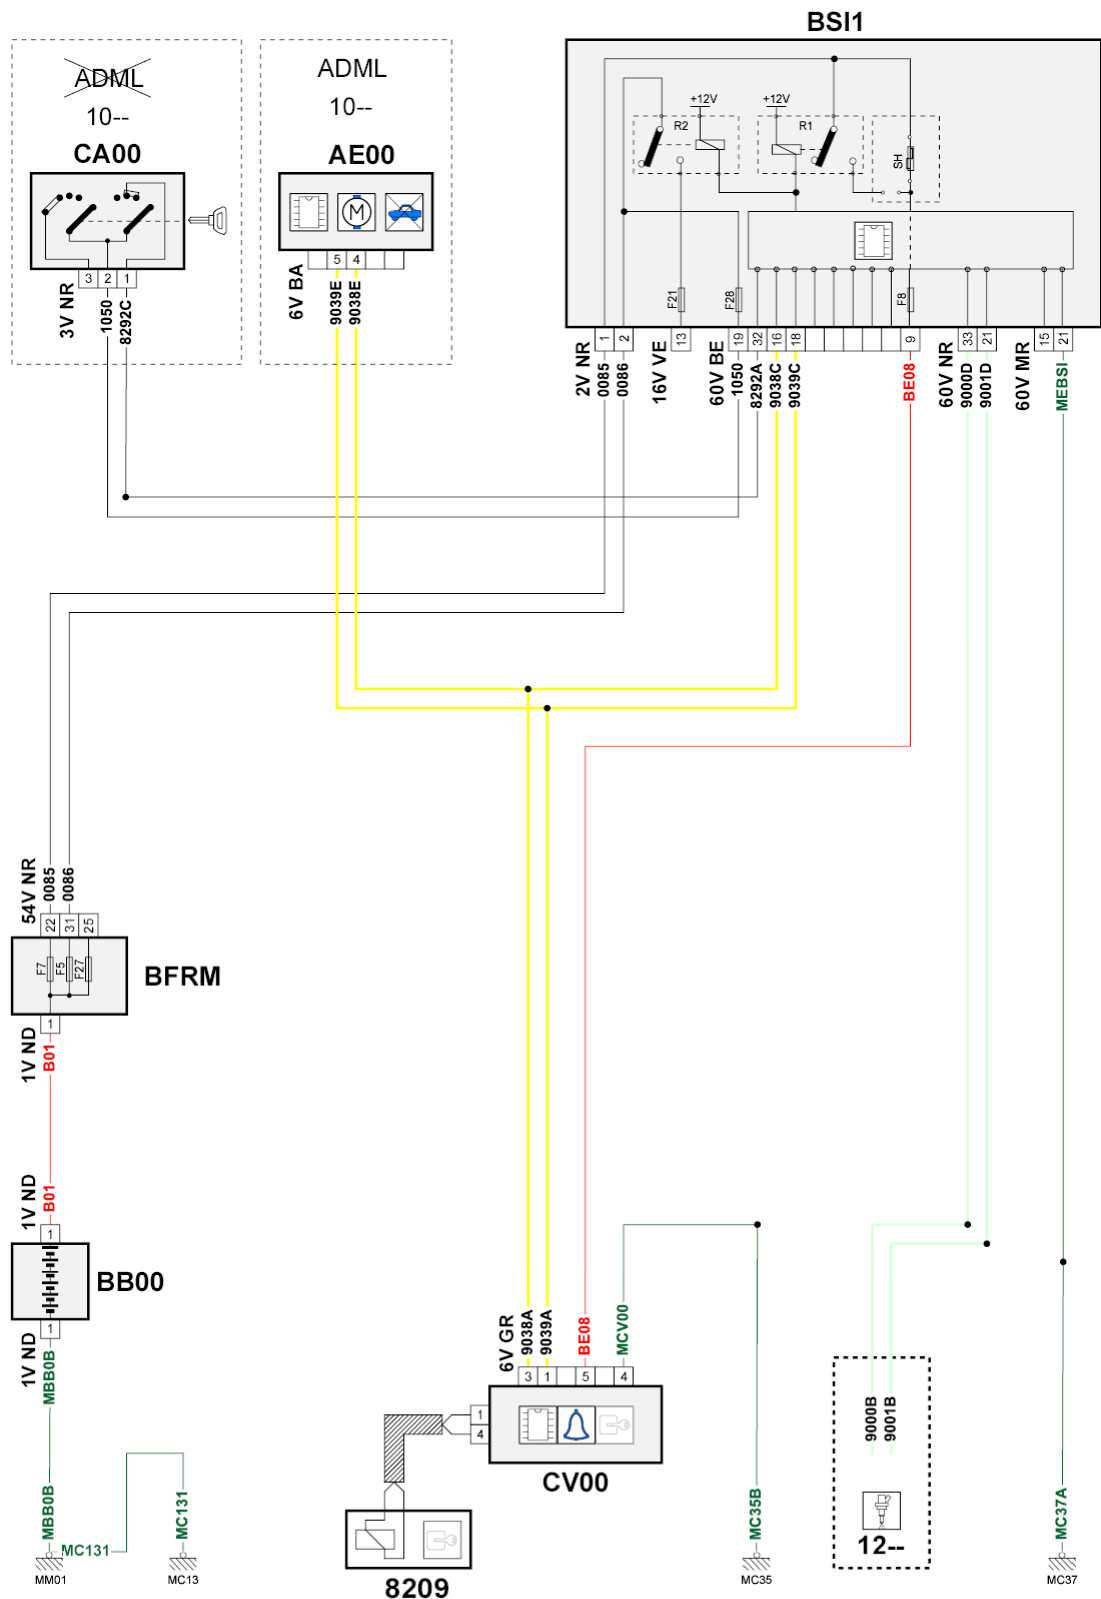 BSI1
ADML
10--
CA00
ADML
10--
AE00
M
+12V
+12V
R2
R1
SH
F21
F28
F8
3 2 1
3V NR
1050
8292C
5 4
6V BA
9039E
9038E
1 2
2V NR
0085
0086
13
16V VE
19 32 16 18
60V BE
1050
8292A
9038C
9039C
9
BE08
33 21
60V NR
9000D
9001D
15 21
60V MR
MEBSI
54V NR
0085
0086
22 31 25
F7
F5
F27
BFRM
1
1V ND
B01
1V ND
B01
1
BB00
1
1V ND
MBB0B
MBB0B
MC131
MC131
MM01
MC13
6V GR
9038A
9039A
BE08
MCV00
3 1 5 4
1
4
CV00
8209
MC35B
MC35
9000B
9001B
12--
MC37A
MC37